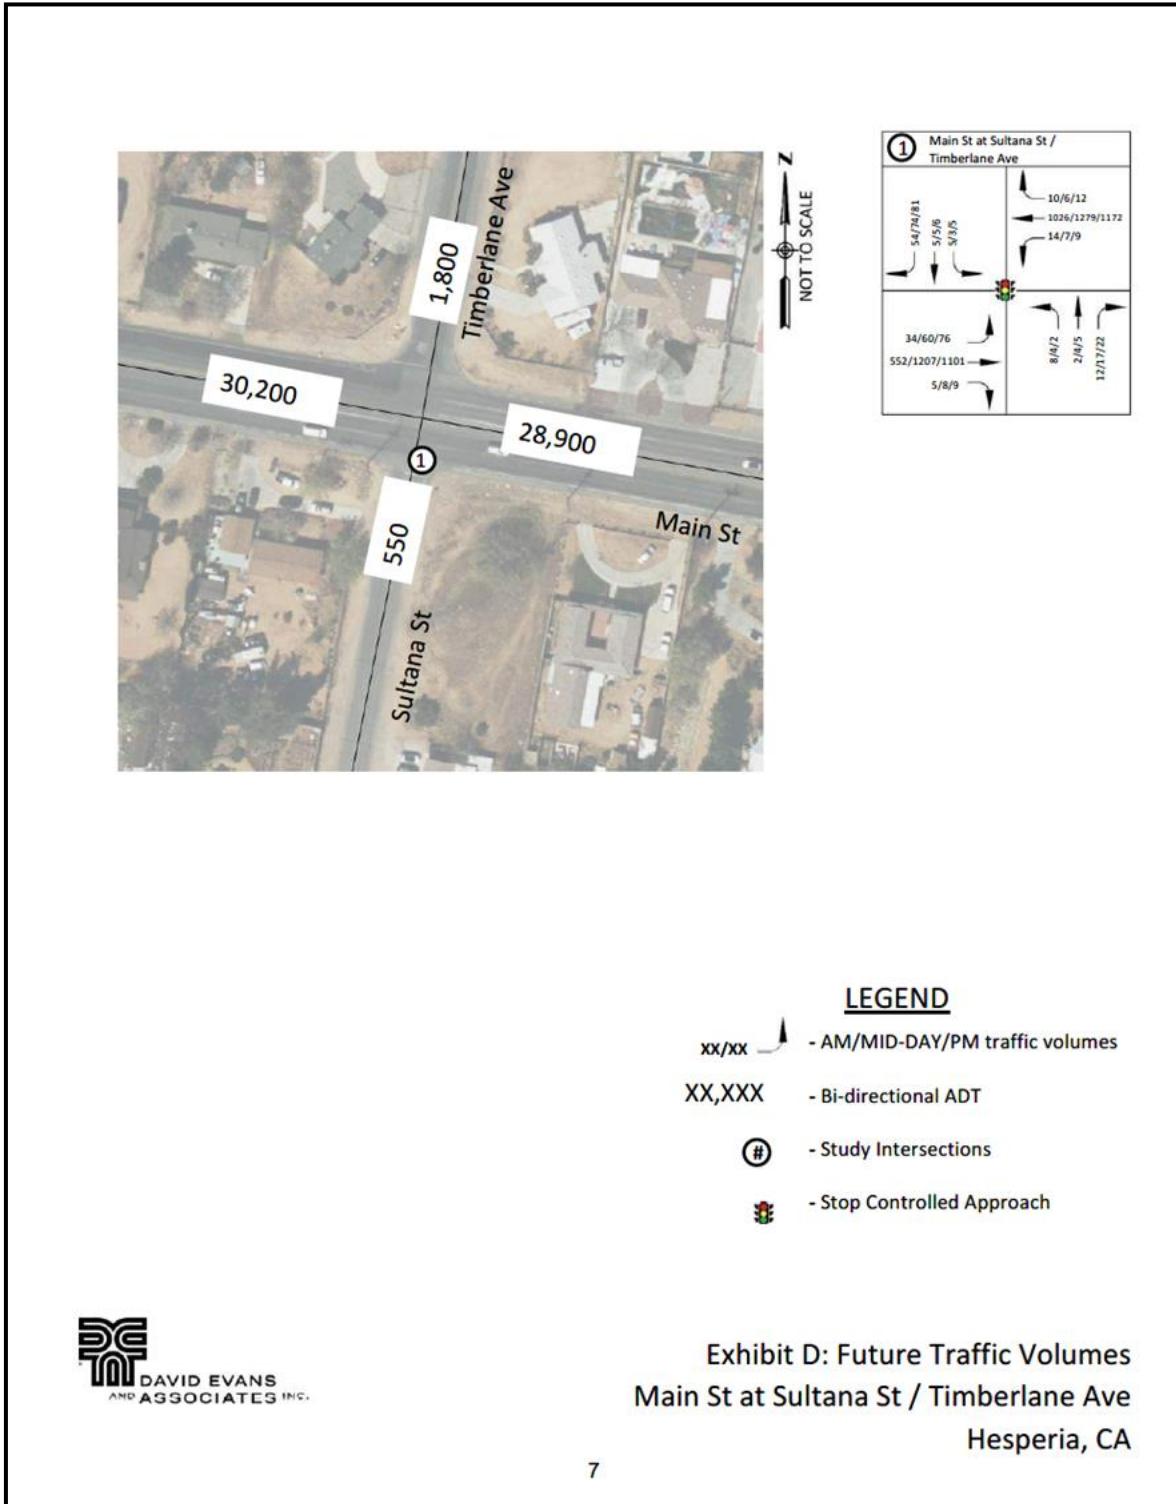 1 Main St at Sultana St /
Timberlane Ave
54/74/81
5/5/6
5/3/5
10/6/12
1026/1279/1172
14/7/9
34/60/76
552/1207/1101
5/8/9
8/4/2
2/4/5
12/17/22
Z
NOT TO SCALE
1,800
Timberlane Ave
30,200
28,900
1
550
Main St
Sultana St
LEGEND
xx/xx - AM/MID-DAY/PM traffic volumes
XX,XXX - Bi-directional ADT
# - Study Intersections
- Stop Controlled Approach
DAVID EVANS
AND ASSOCIATES INC.
Exhibit D: Future Traffic Volumes
Main St at Sultana St / Timberlane Ave
Hesperia, CA
7